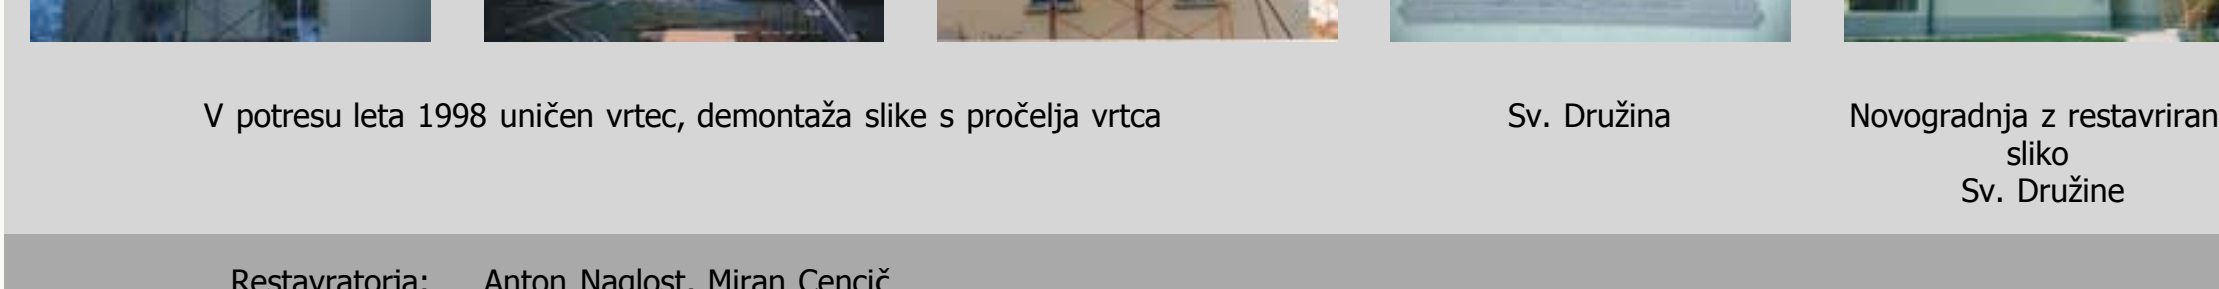 V potresu leta 1998 uničen vrtec, demontaža slike s pročelja vrtca
Sv. Družina
Novogradnja z restavriran
sliko
Sv. Družine
Restavratorja: Anton Naglost, Miran Cencič